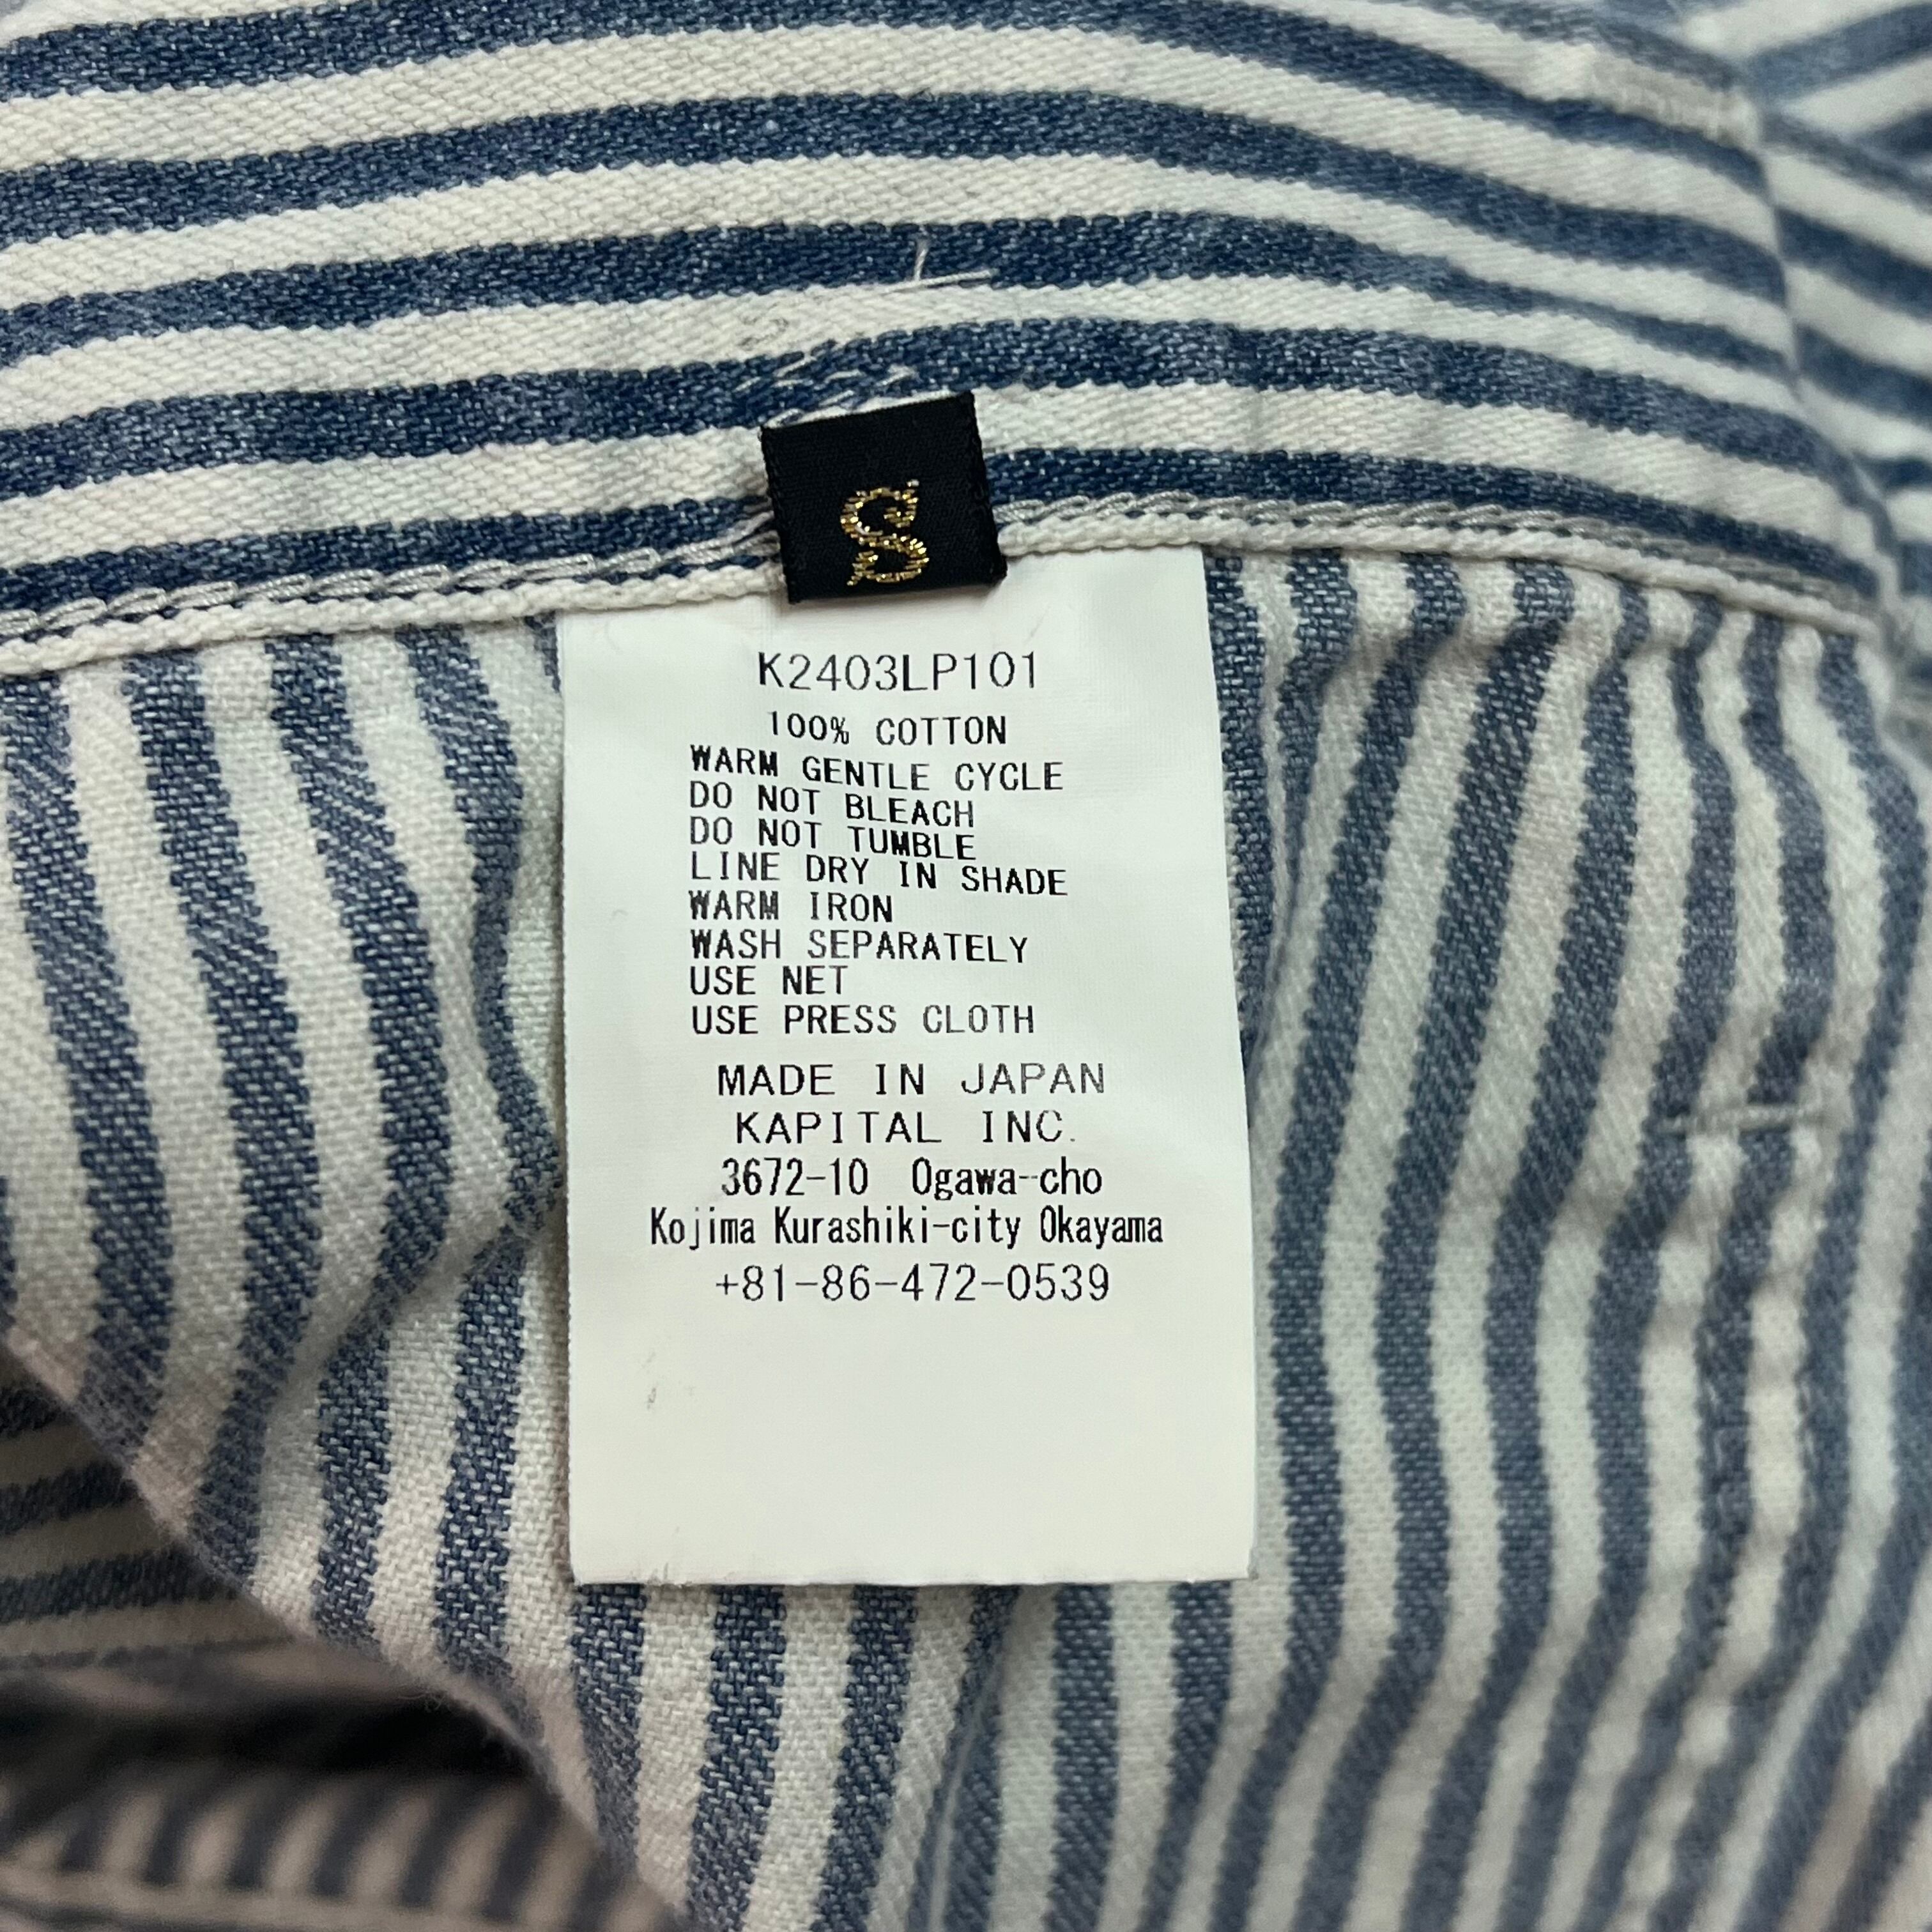 S
K2403LP101
100% COTTON
WARM GENTLE CYCLE
DO NOT BLEACH
DO NOT TUMBLE
LINE DRY IN SHADE
WARM IRON
WASH SEPARATELY
USE NET
USE PRESS CLOTH
MADE IN JAPAN
KAPITAL INC.
3672-10 Ogawa-cho
Kojima Kurashiki-city Okayama
+81-86-472-0539